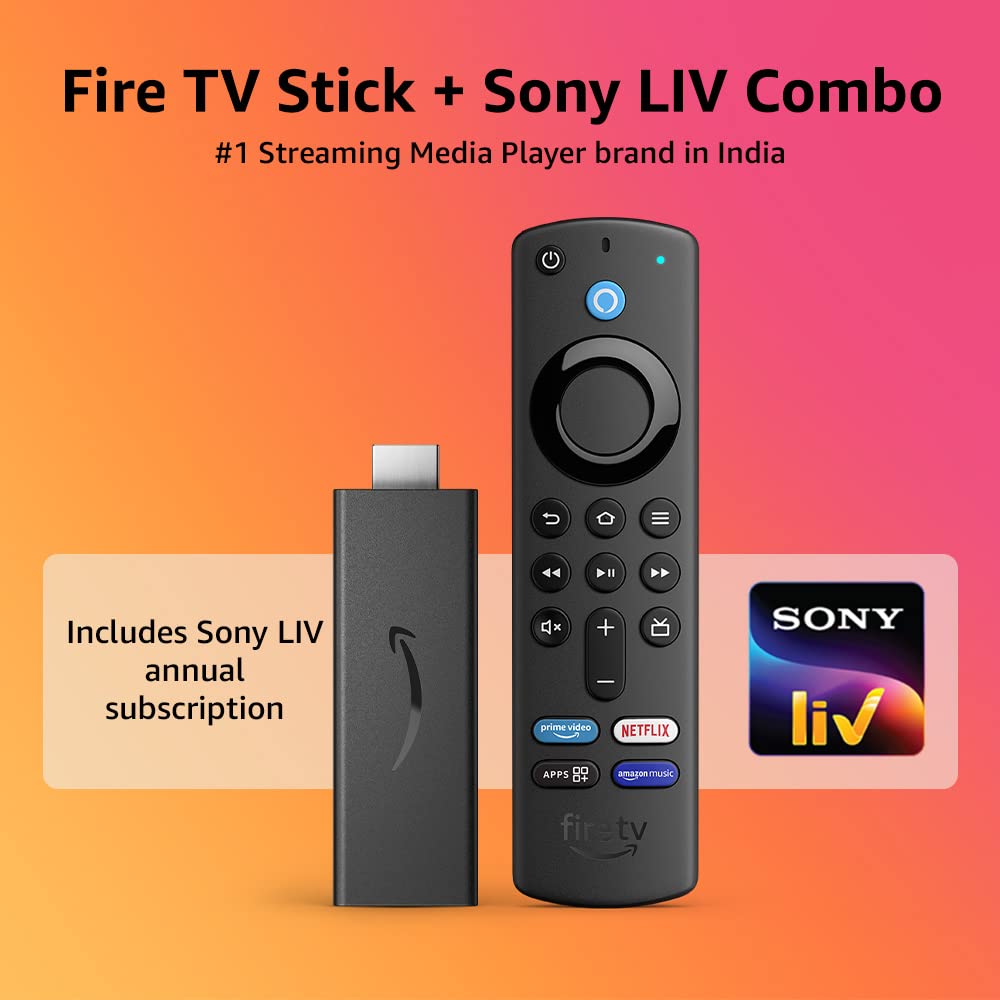 Fire TV Stick + Sony LIV Combo
#1 Streaming Media Player brand in India
Includes Sony LIV
annual
subscription
prime video
NETFLIX
APPS
amazon music
fire tv
SONY
liv